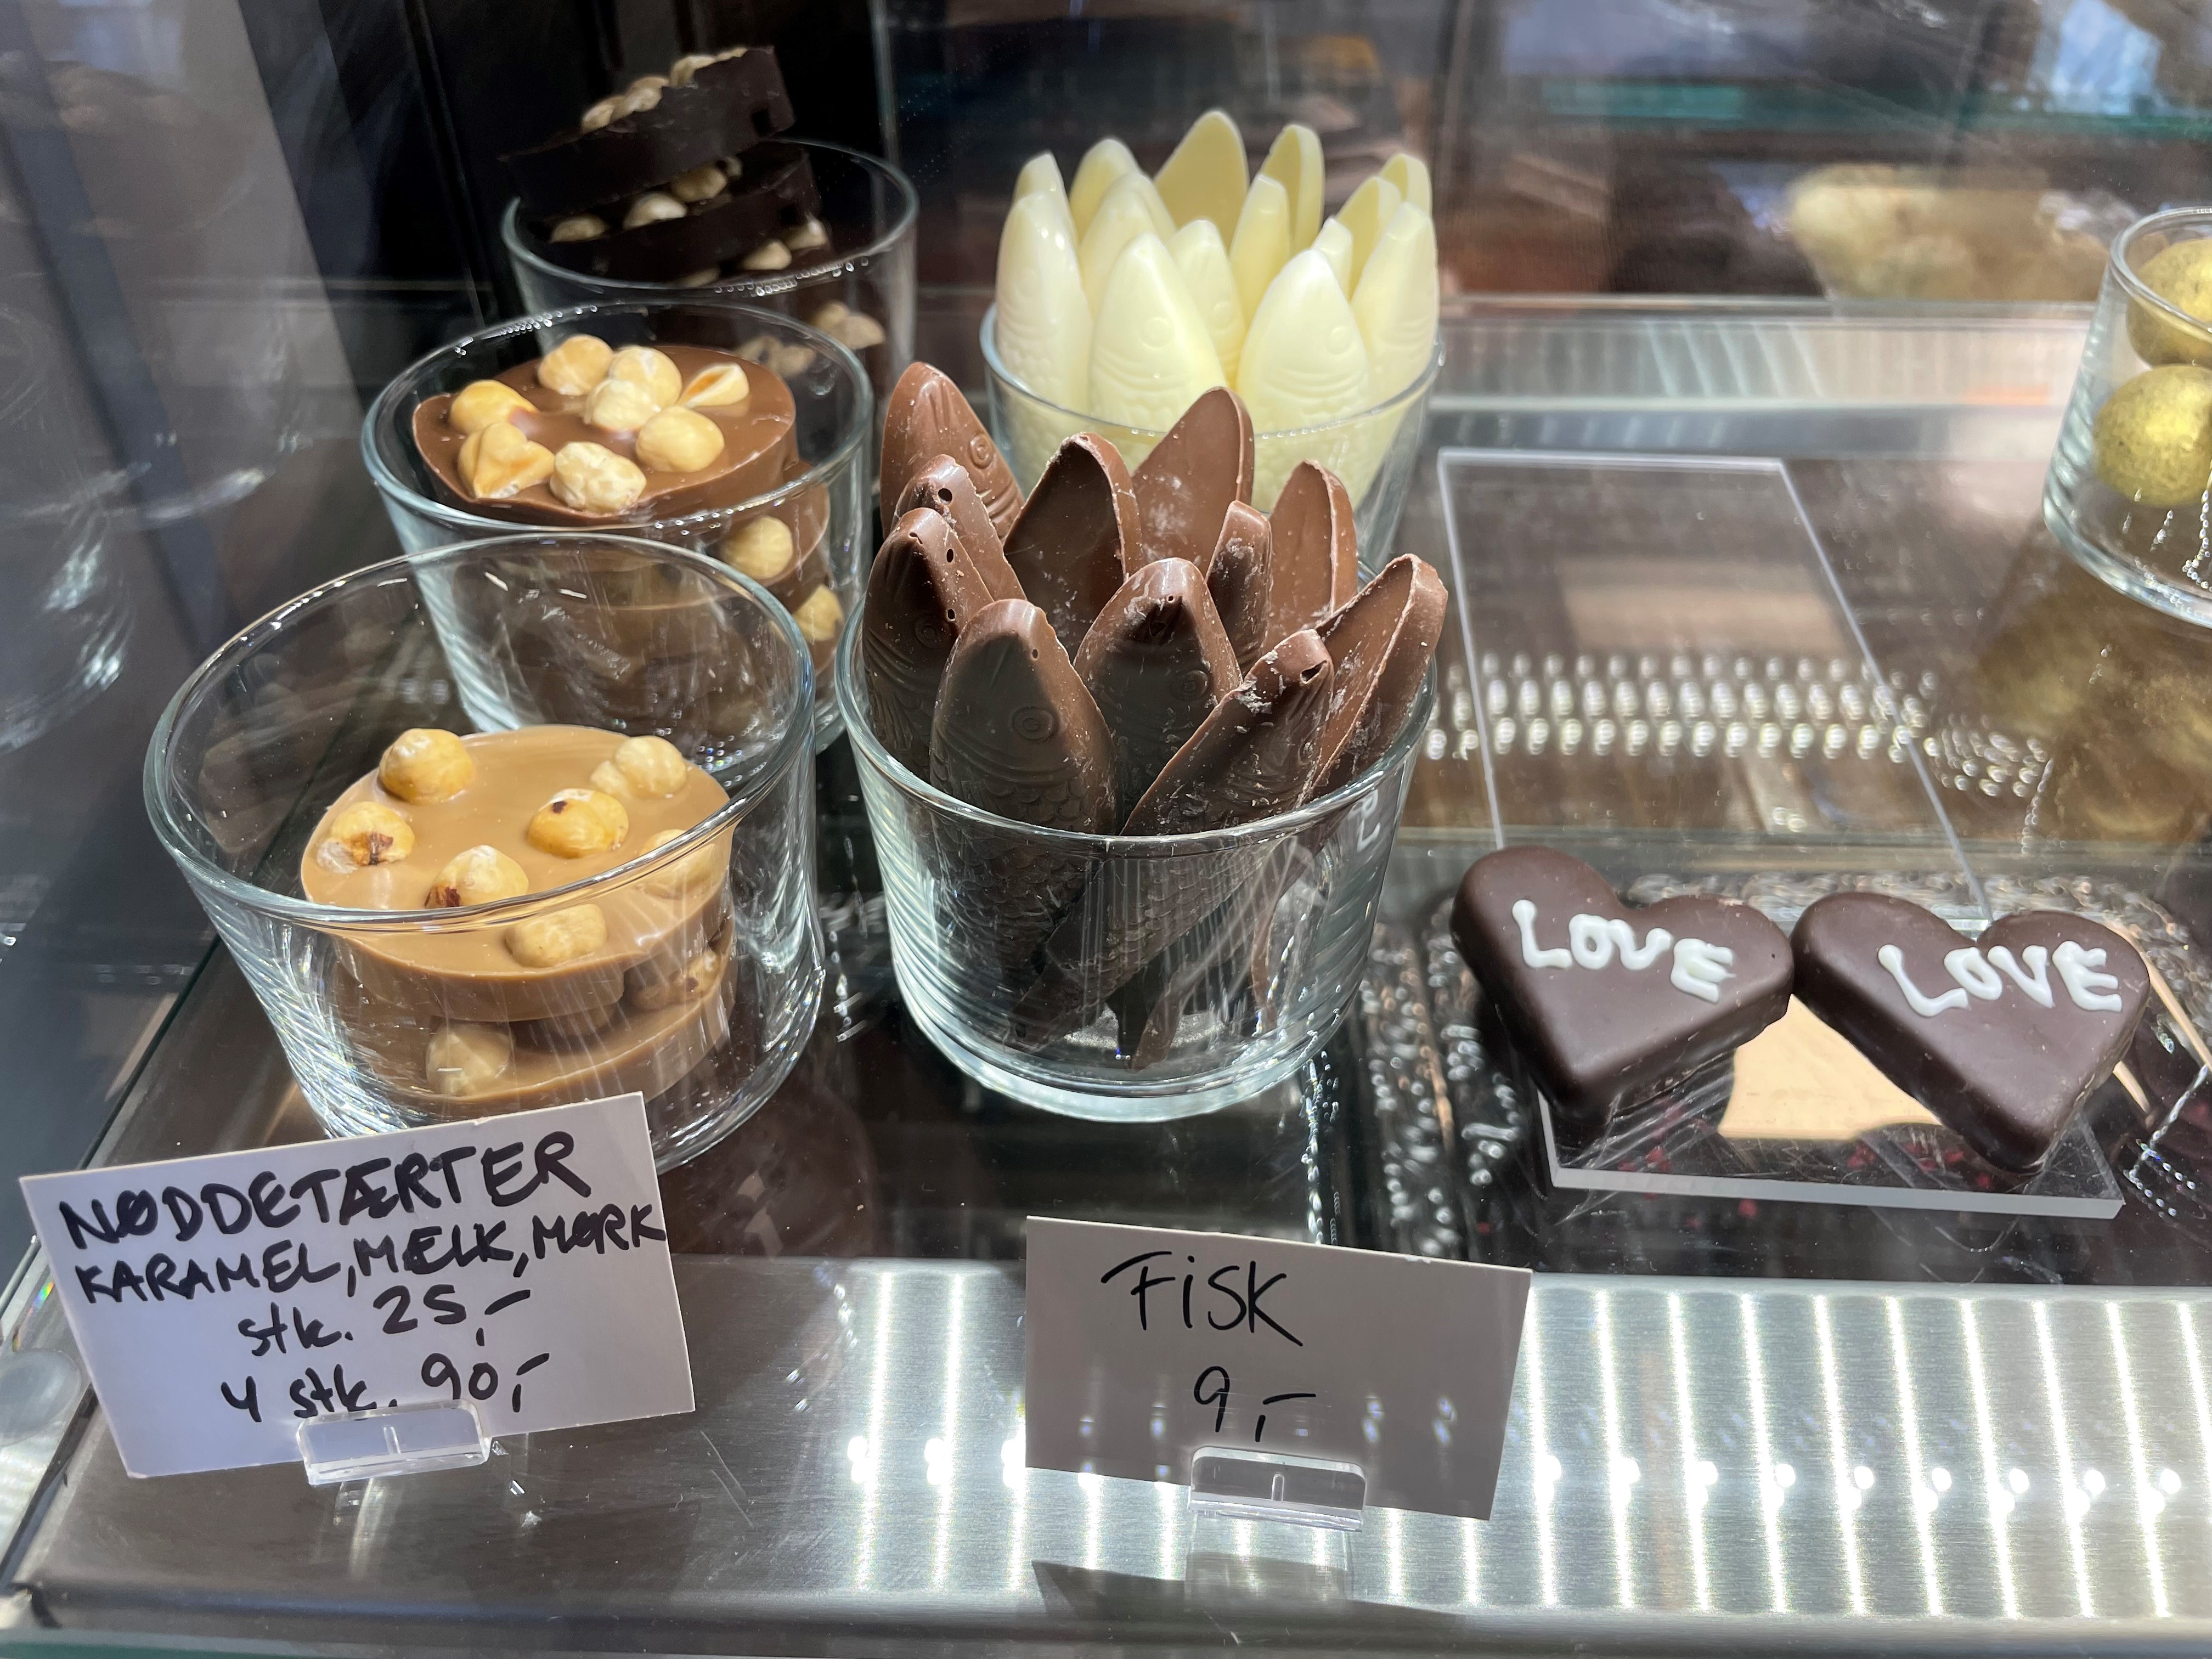 NØDDETÆRTER
KARAMEL, MÆLK, MØRK
stk. 25,-
4 stk. 90,-
FiSK
9,-
LOVE
LOVE